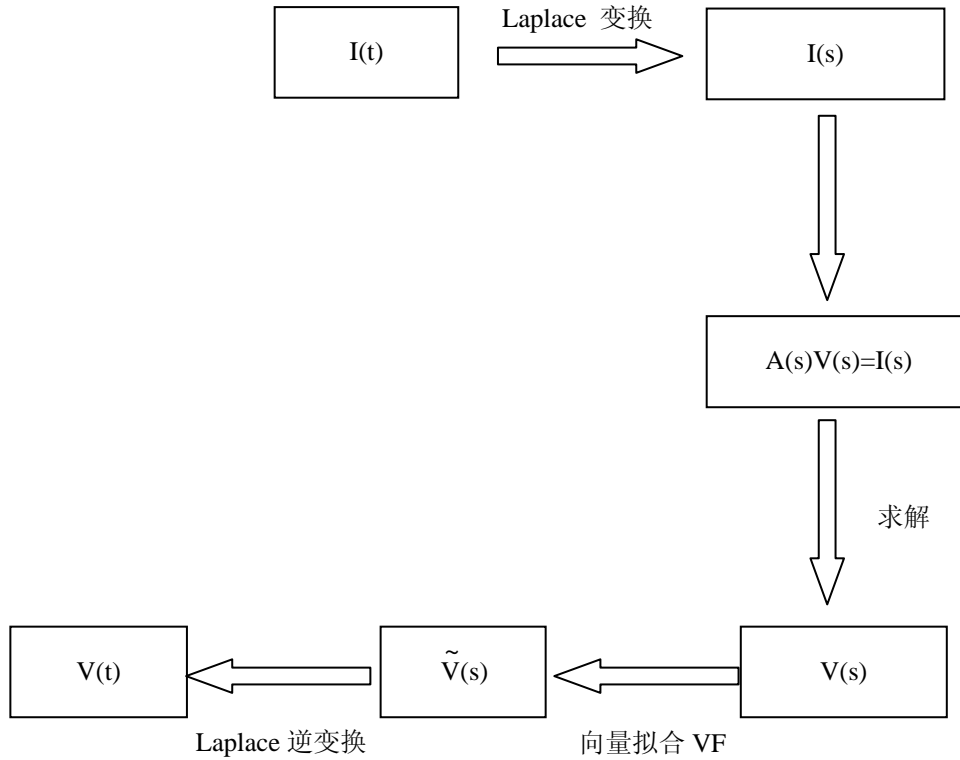 Laplace 变换
I(t)
I(s)
A(s)V(s)=I(s)
求解
V(t)
Ṽ(s)
V(s)
Laplace 逆变换
向量拟合 VF